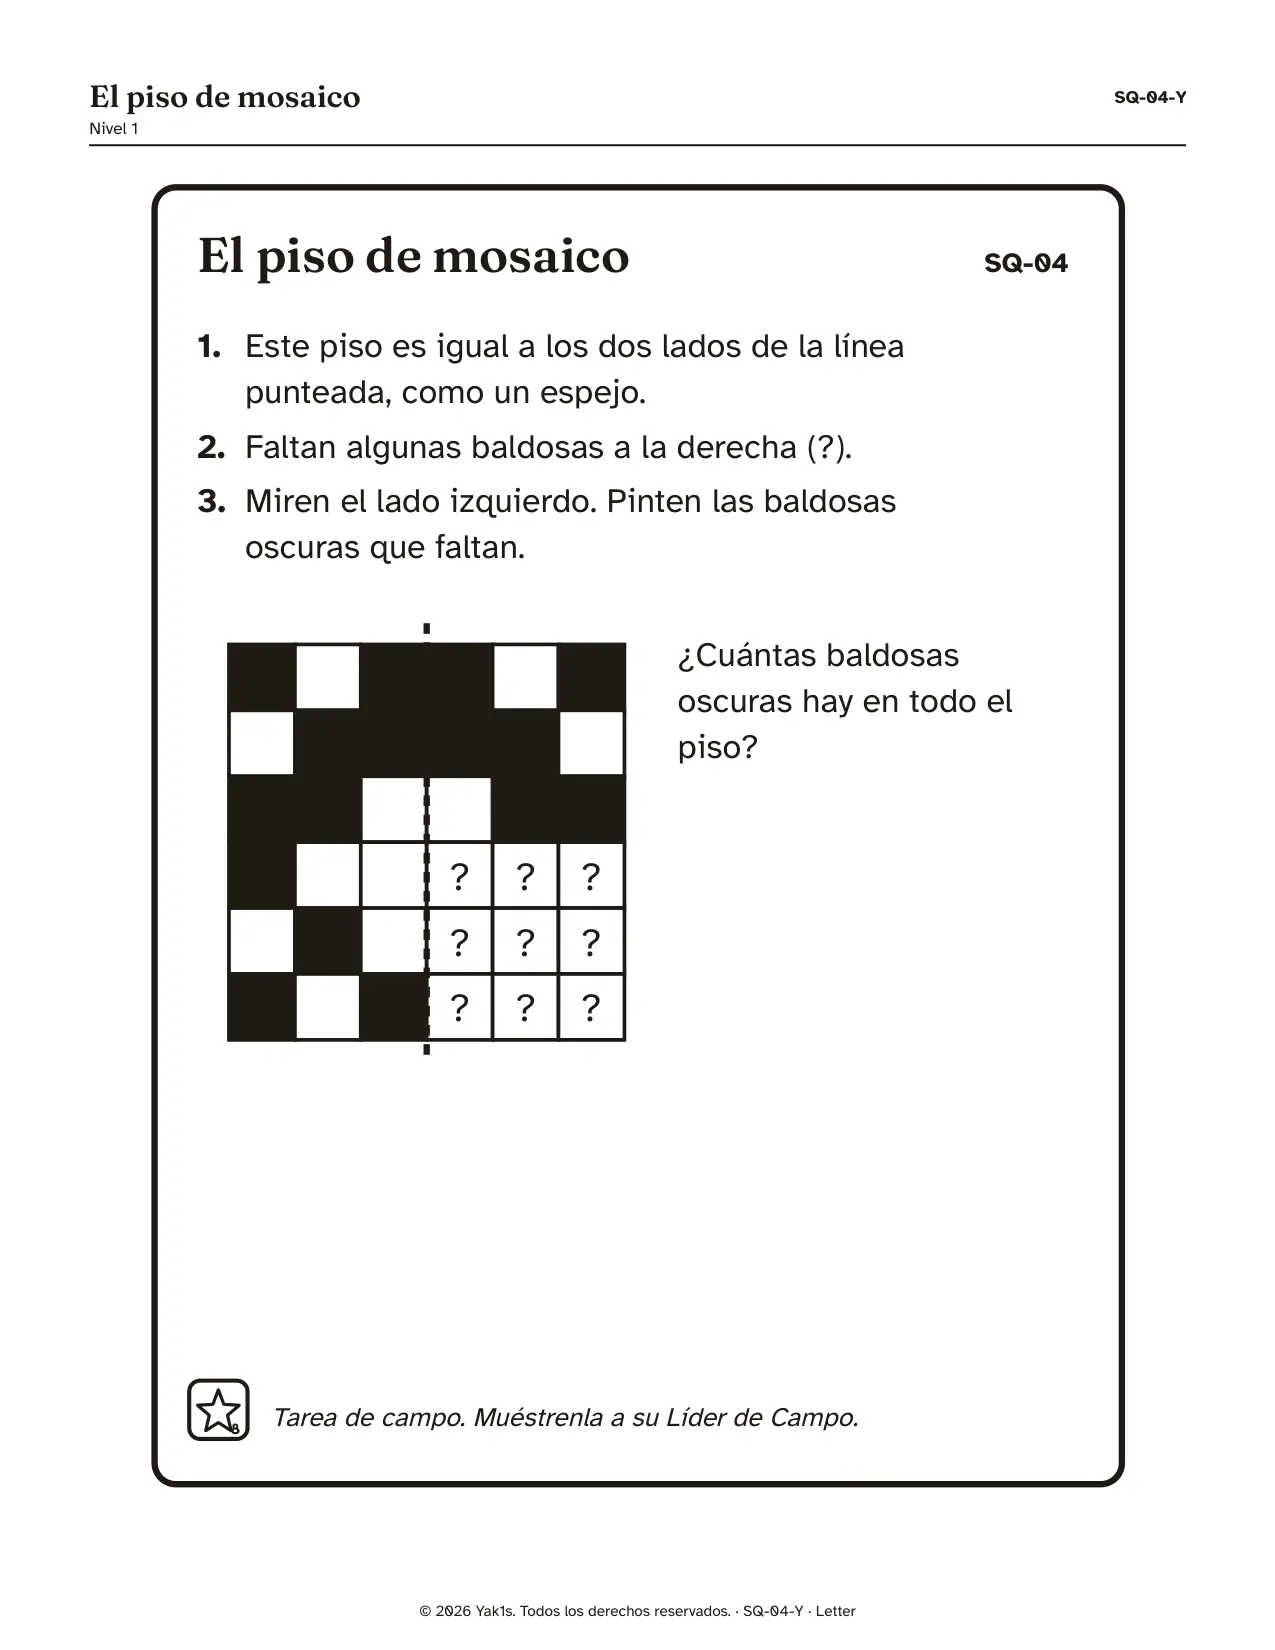 El piso de mosaico
SQ-04-Y
Nivel 1
El piso de mosaico
SQ-04
1. Este piso es igual a los dos lados de la línea
punteada, como un espejo.
2. Faltan algunas baldosas a la derecha (?).
3. Miren el lado izquierdo. Pinten las baldosas
oscuras que faltan.
¿Cuántas baldosas
oscuras hay en todo el
piso?
? ? ?
? ? ?
? ? ?
8
Tarea de campo. Muéstrenla a su Líder de Campo.
© 2026 Yak1s. Todos los derechos reservados. · SQ-04-Y · Letter